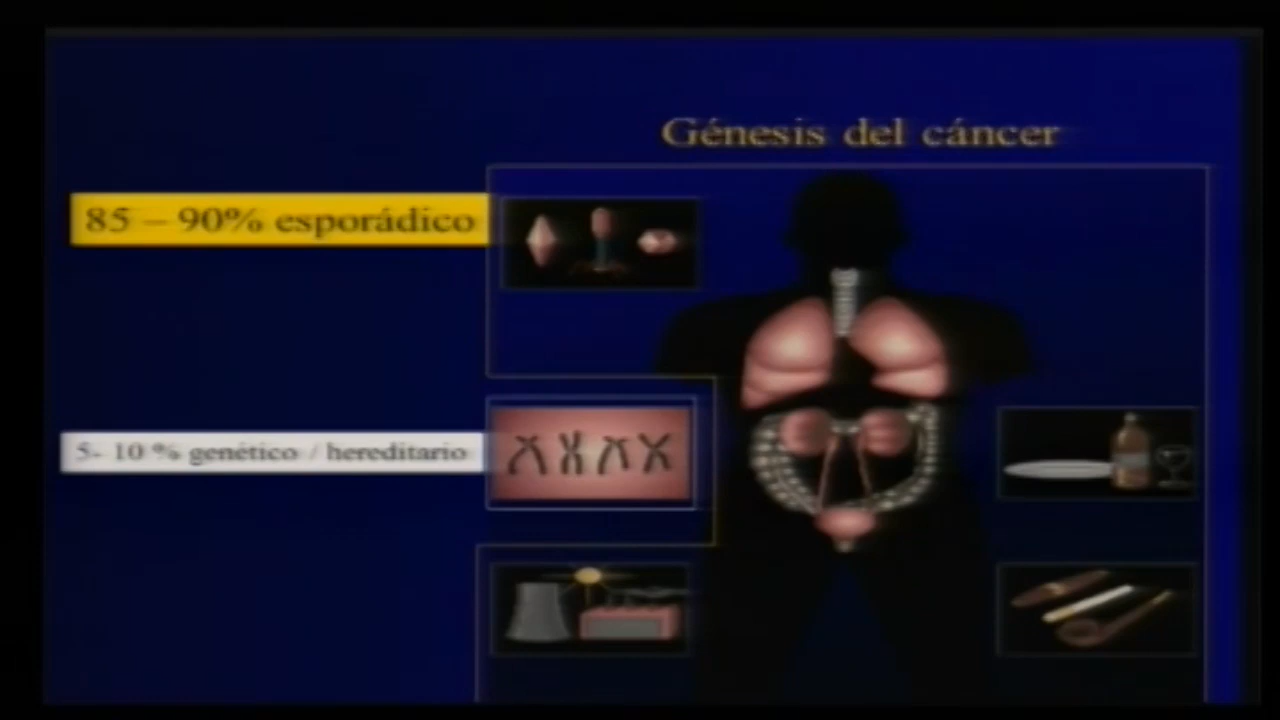 Génesis del cáncer
85 – 90% esporádico
5- 10 % genético / hereditario